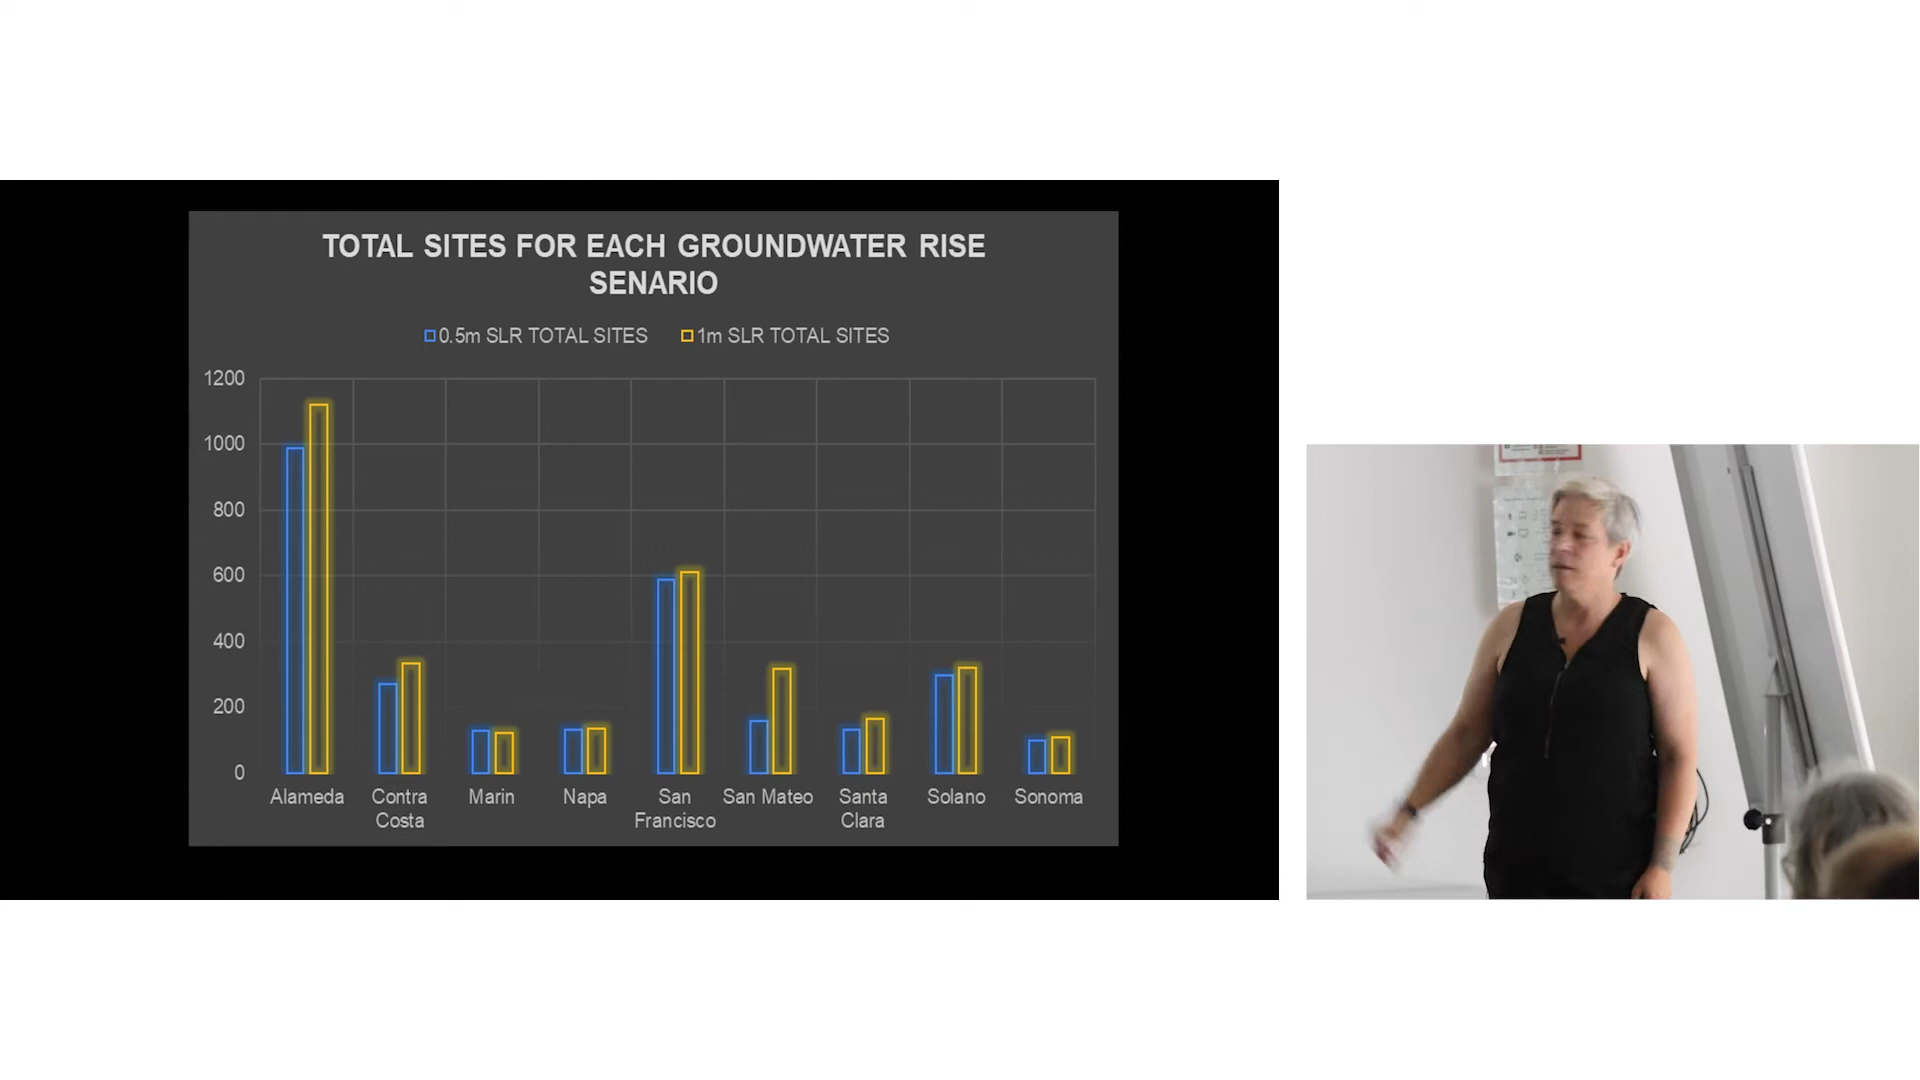 TOTAL SITES FOR EACH GROUNDWATER RISE
SENARIO
0.5m SLR TOTAL SITES 1m SLR TOTAL SITES
1200
1000
800
600
400
200
0
Alameda Contra Costa Marin Napa San Francisco San Mateo Santa Clara Solano Sonoma